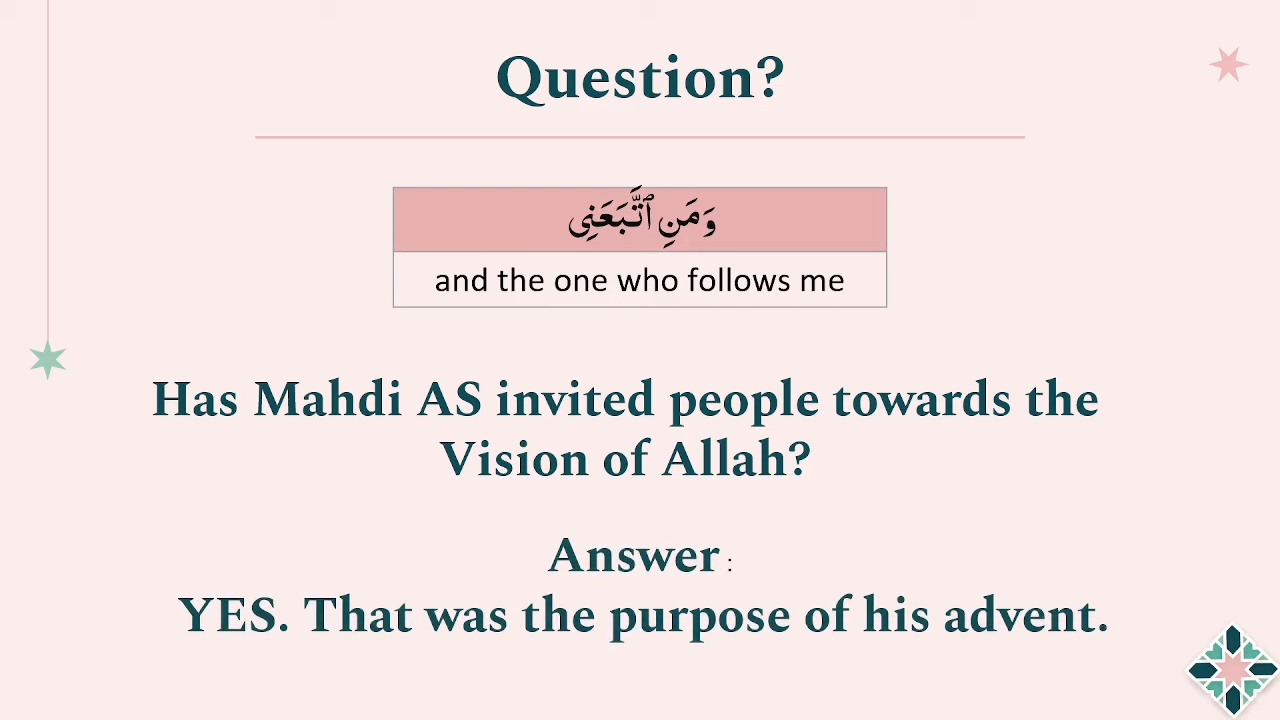 Question?
وَمَنِ ٱتَّبَعَنِى
and the one who follows me
Has Mahdi AS invited people towards the
Vision of Allah?
Answer :
YES. That was the purpose of his advent.